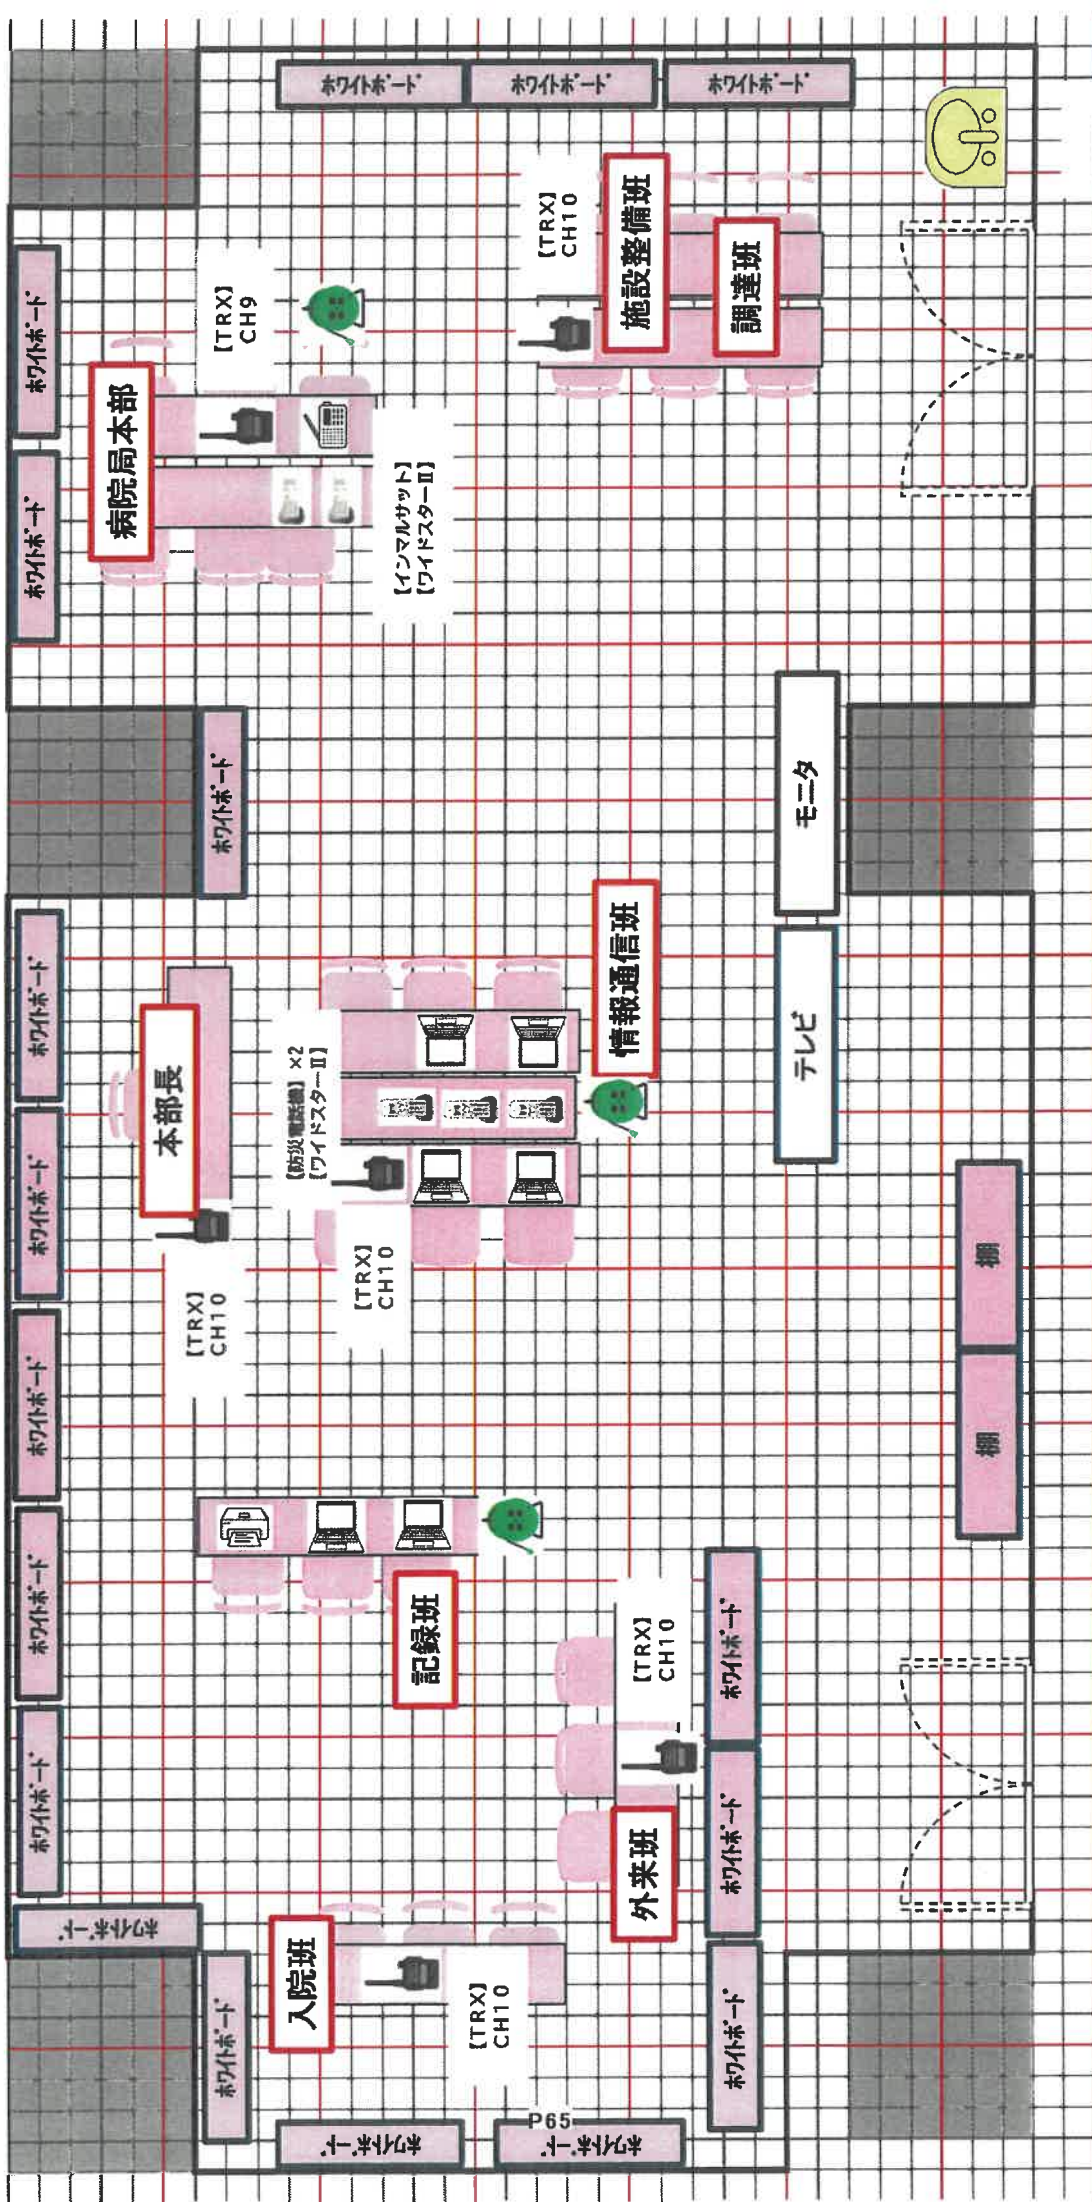 ホワイトボード
ホワイトボード
ホワイトボード
ホワイトボード
ホワイトボード
ホワイトボード
ホワイトボード
ホワイトボード
病院局本部
本部長
ホワイトボード
【TRX】
CH10
ホワイトボード
【TRX】
CH9
入院班
【防災電話機】×2
【ワイドスターⅡ】
ホワイトボード
ホワイトボード
【TRX】
CH10
【インマルサット】
【ワイドスターⅡ】
記録班
【TRX】
CH10
ホワイトボード
ホワイトボード
P65
【TRX】
CH10
外来班
【TRX】
CH10
情報通信班
施設整備班
ホワイトボード
ホワイトボード
ホワイトボード
調達班
ホワイトボード
テレビ
モニタ
棚
棚